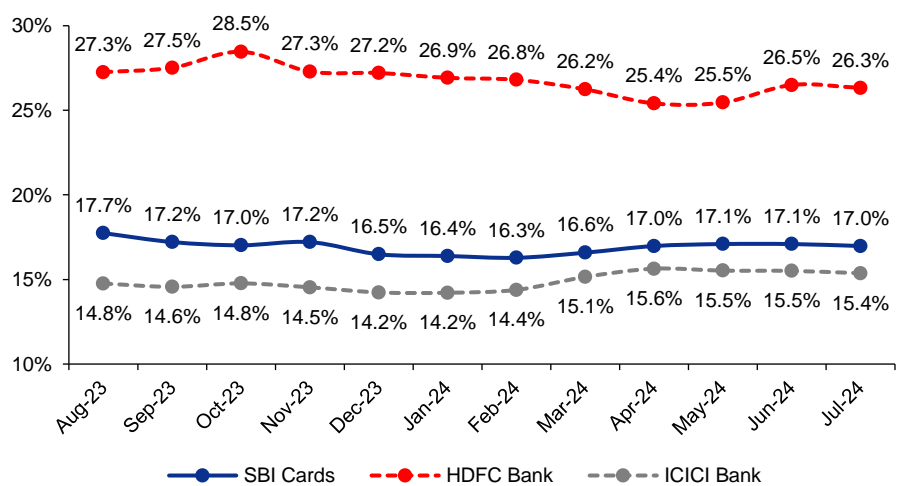 30%
25%
20%
15%
10%
27.3% 27.5% 28.5% 27.3% 27.2% 26.9% 26.8% 26.2% 25.4% 25.5% 26.5% 26.3%
17.7% 17.2% 17.0% 17.2% 16.5% 16.4% 16.3% 16.6% 17.0% 17.1% 17.1% 17.0%
14.8% 14.6% 14.8% 14.5% 14.2% 14.2% 14.4% 15.1% 15.6% 15.5% 15.5% 15.4%
Aug-23 Sep-23 Oct-23 Nov-23 Dec-23 Jan-24 Feb-24 Mar-24 Apr-24 May-24 Jun-24 Jul-24
SBI Cards HDFC Bank ICICI Bank